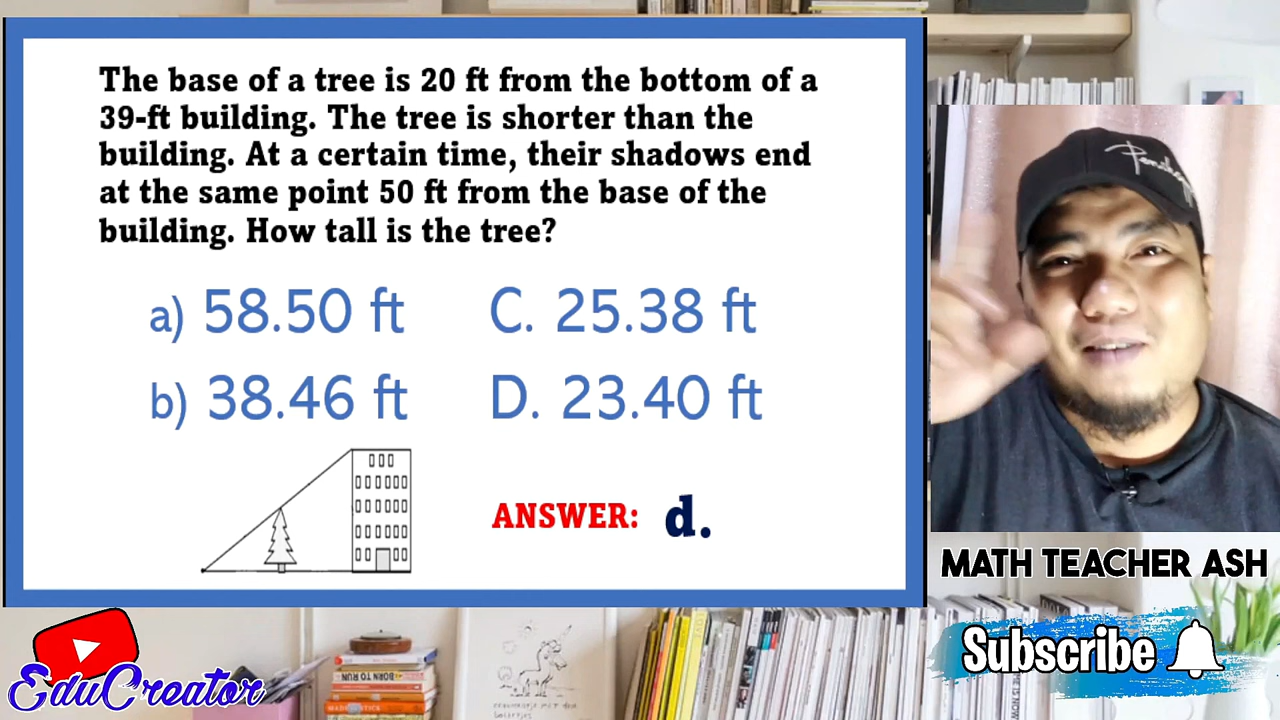 The base of a tree is 20 ft from the bottom of a
39-ft building. The tree is shorter than the
building. At a certain time, their shadows end
at the same point 50 ft from the base of the
building. How tall is the tree?
a) 58.50 ft
C. 25.38 ft
b) 38.46 ft
D. 23.40 ft
ANSWER: d.
MATH TEACHER ASH
Subscribe
EduCreator
BORN TO RUN